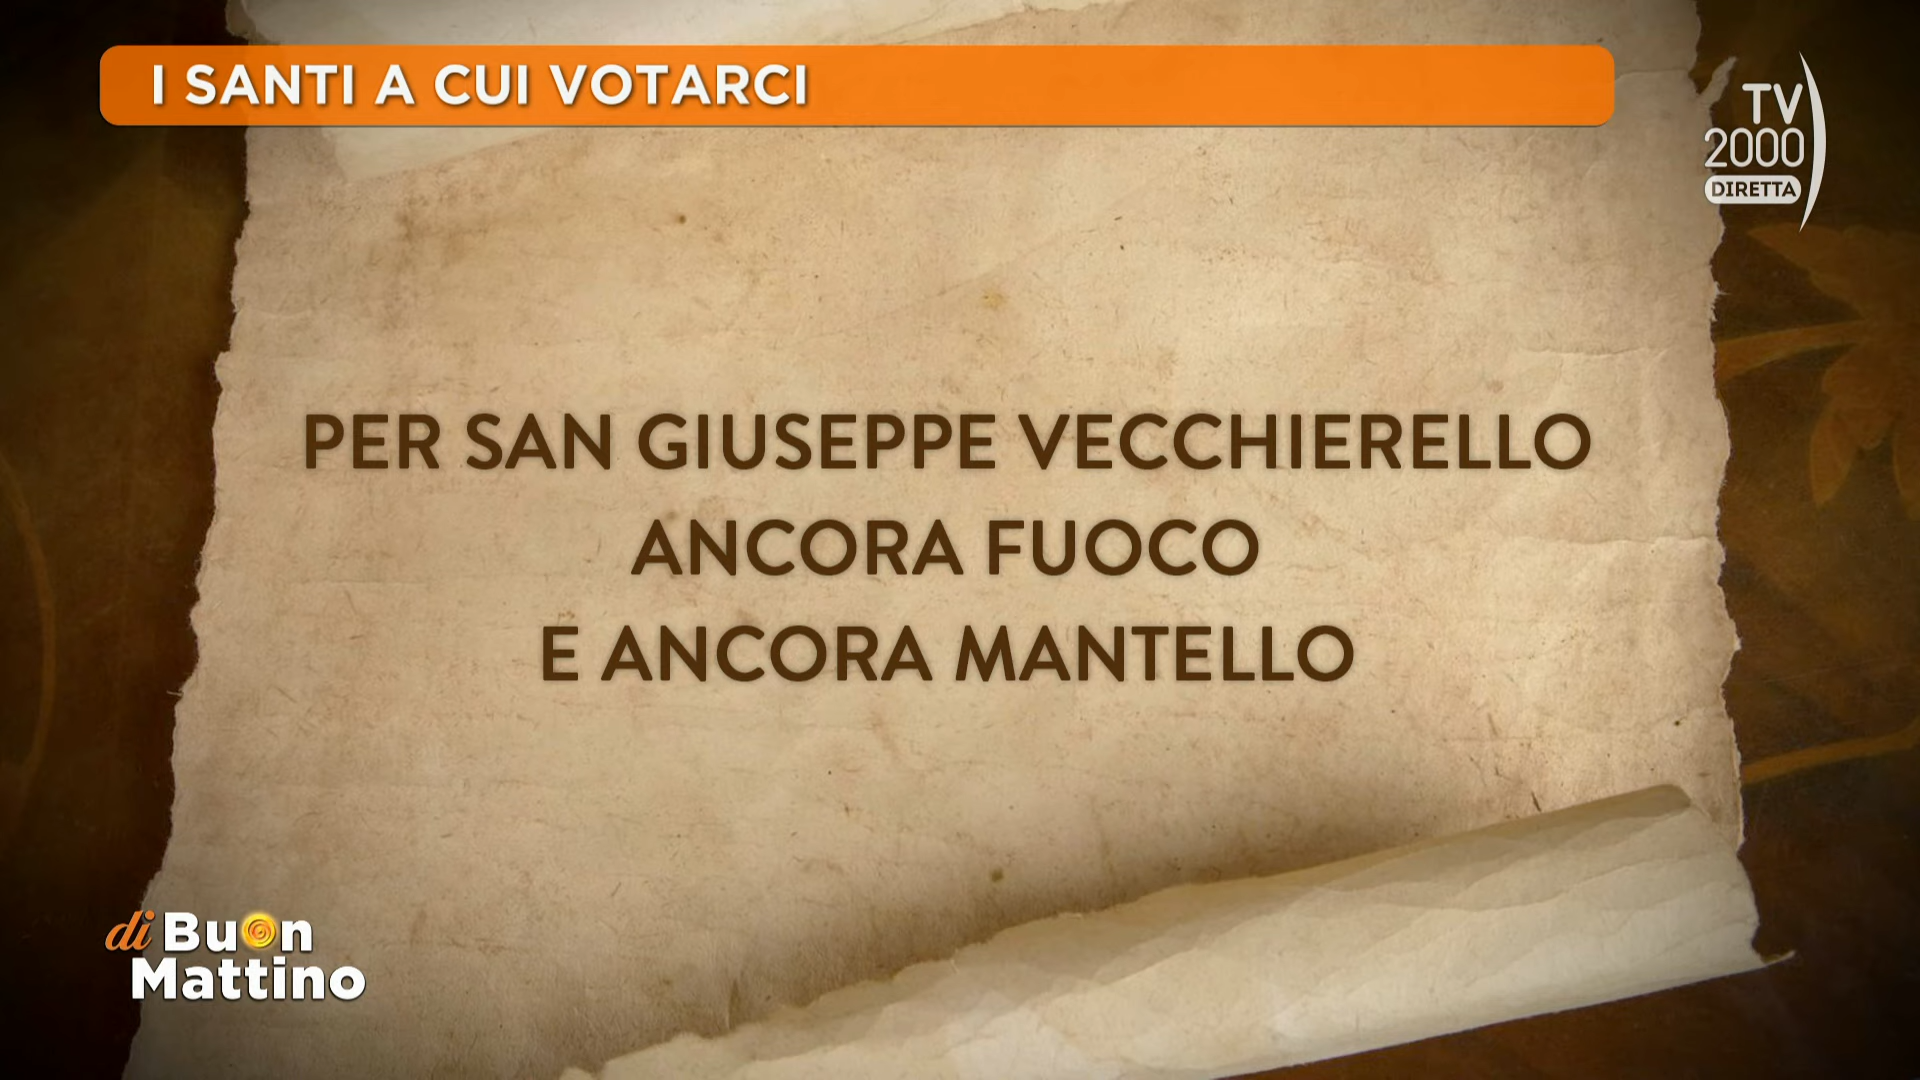 I SANTI A CUI VOTARCI
TV
2000
DIRETTA
PER SAN GIUSEPPE VECCHIERELLO
ANCORA FUOCO
E ANCORA MANTELLO
di Buon
Mattino